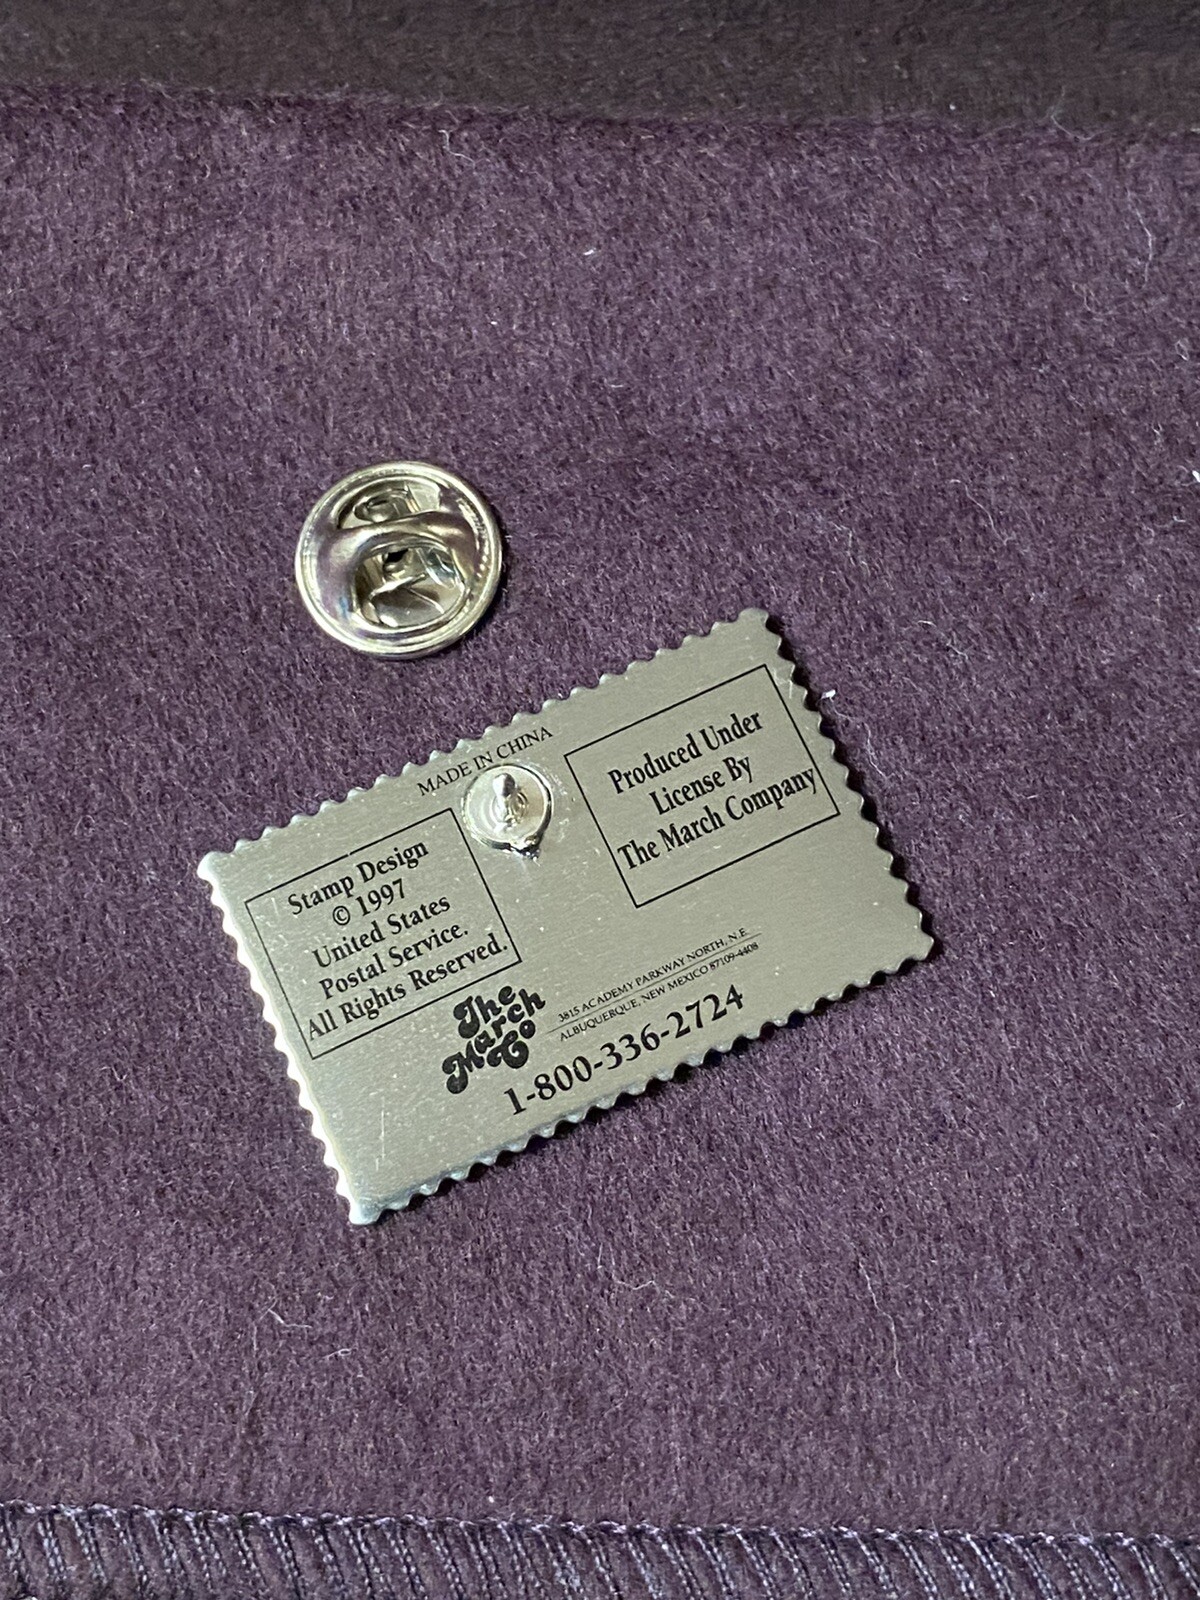 MADE IN CHINA
Stamp Design
© 1997
United States
Postal Service.
All Rights Reserved.
Produced Under
License By
The March Company
The
March
Co
3815 ACADEMY PARKWAY NORTH, N.E.
ALBUQUERQUE, NEW MEXICO 87109-4408
1-800-336-2724